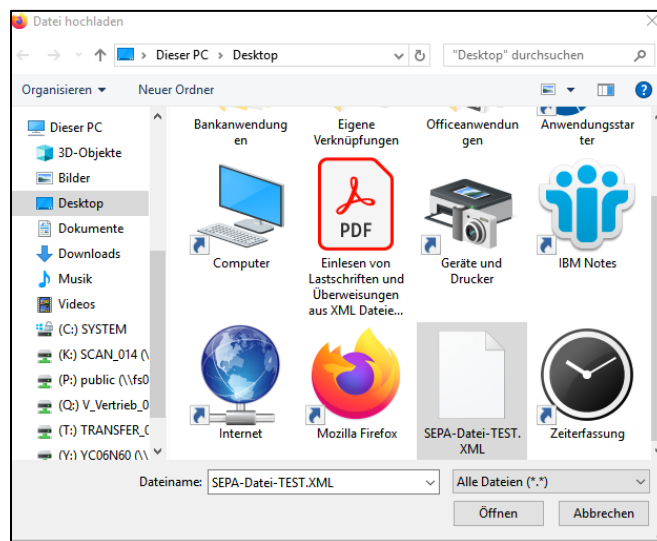 Datei hochladen
Dieser PC > Desktop
"Desktop" durchsuchen
Organisieren
Neuer Ordner
Dieser PC
3D-Objekte
Bilder
Desktop
Dokumente
Downloads
Musik
Videos
(C:) SYSTEM
(K:) SCAN_014 (\
(P:) public (\\fs0
(Q:) V_Vertrieb_0
(T:) TRANSFER_C
(Y:) YC06N60 (\\
Bankanwendung
en
Eigene
Verknüpfungen
Officeanwendun
gen
Anwendungsstar
ter
Computer
PDF
Einlesen von
Lastschriften und
Überweisungen
aus XML Dateie...
Geräte und
Drucker
IBM Notes
Internet
Mozilla Firefox
SEPA-Datei-TEST.
XML
Zeiterfassung
Dateiname:
SEPA-Datei-TEST.XML
Alle Dateien (*.*)
Öffnen
Abbrechen